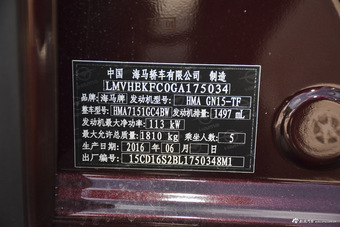 中国 海马轿车有限公司 制造
LMVHEKFC0GA175034
品牌:海马牌 发动机型号: HMA GN15-TF
整车型号:HMA7151GC4BW 发动机排量: 1497 mL
发动机最大净功率: 113 kW
最大允许总质量: 1810 kg 乘坐人数: 5
生产日期: 2016 年 06 月
出厂编号: 15CD16S2BL1750348M1